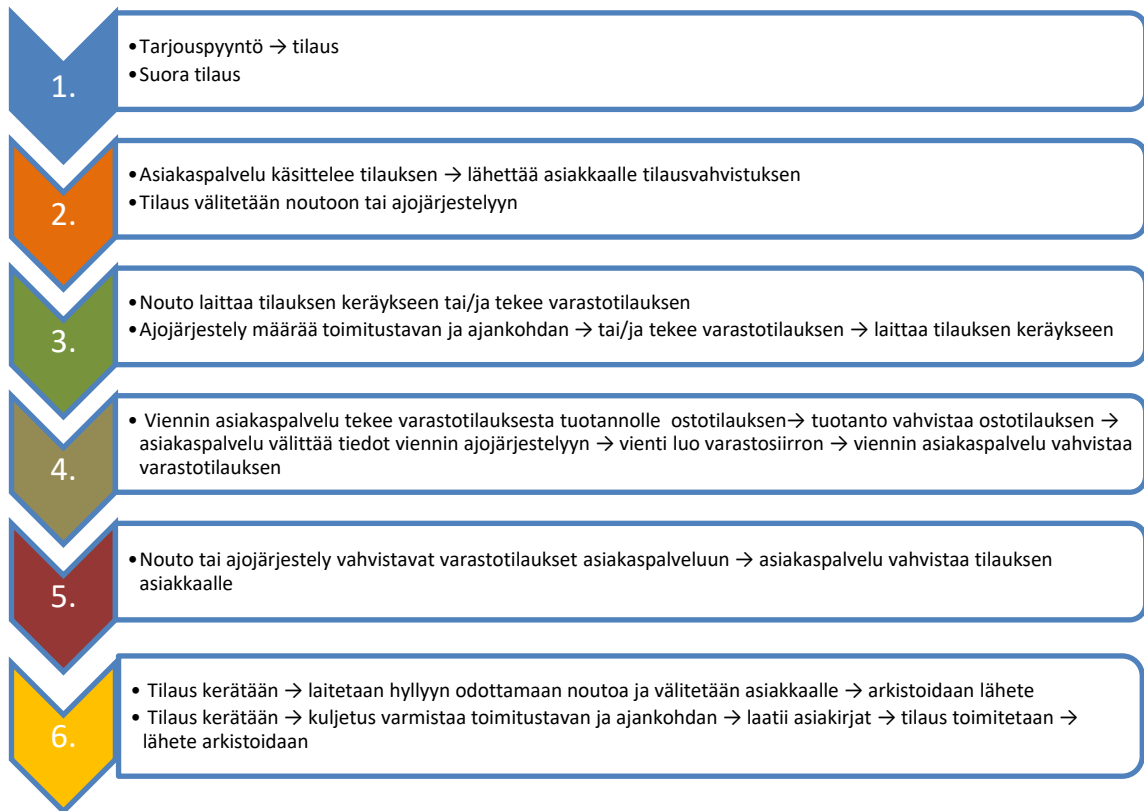 1.
•Tarjouspyyntö → tilaus
•Suora tilaus
2.
•Asiakaspalvelu käsittelee tilauksen → lähettää asiakkaalle tilausvahvistuksen
•Tilaus välitetään noutoon tai ajojärjestelyyn
3.
•Nouto laittaa tilauksen keräykseen tai/ja tekee varastotilauksen
•Ajojärjestely määrää toimitustavan ja ajankohdan → tai/ja tekee varastotilauksen → laittaa tilauksen keräykseen
4.
• Viennin asiakaspalvelu tekee varastotilauksesta tuotannolle ostotilauksen→ tuotanto vahvistaa ostotilauksen →
asiakaspalvelu välittää tiedot viennin ajojärjestelyyn → vienti luo varastosiirron → viennin asiakaspalvelu vahvistaa
varastotilauksen
5.
•Nouto tai ajojärjestely vahvistavat varastotilaukset asiakaspalveluun → asiakaspalvelu vahvistaa tilauksen
asiakkaalle
6.
• Tilaus kerätään → laitetaan hyllyyn odottamaan noutoa ja välitetään asiakkaalle → arkistoidaan lähete
• Tilaus kerätään → kuljetus varmistaa toimitustavan ja ajankohdan → laatii asiakirjat → tilaus toimitetaan →
lähete arkistoidaan